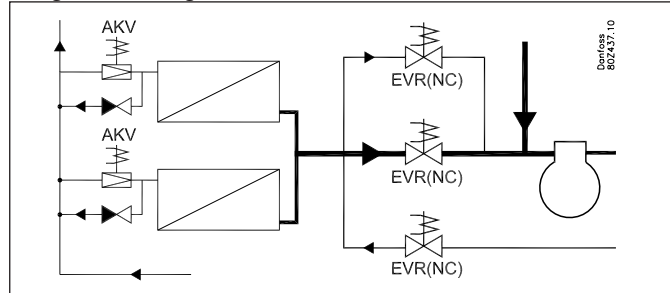 AKV
EVR(NC)
Danfoss
80Z437.10
EVR(NC)
AKV
EVR(NC)